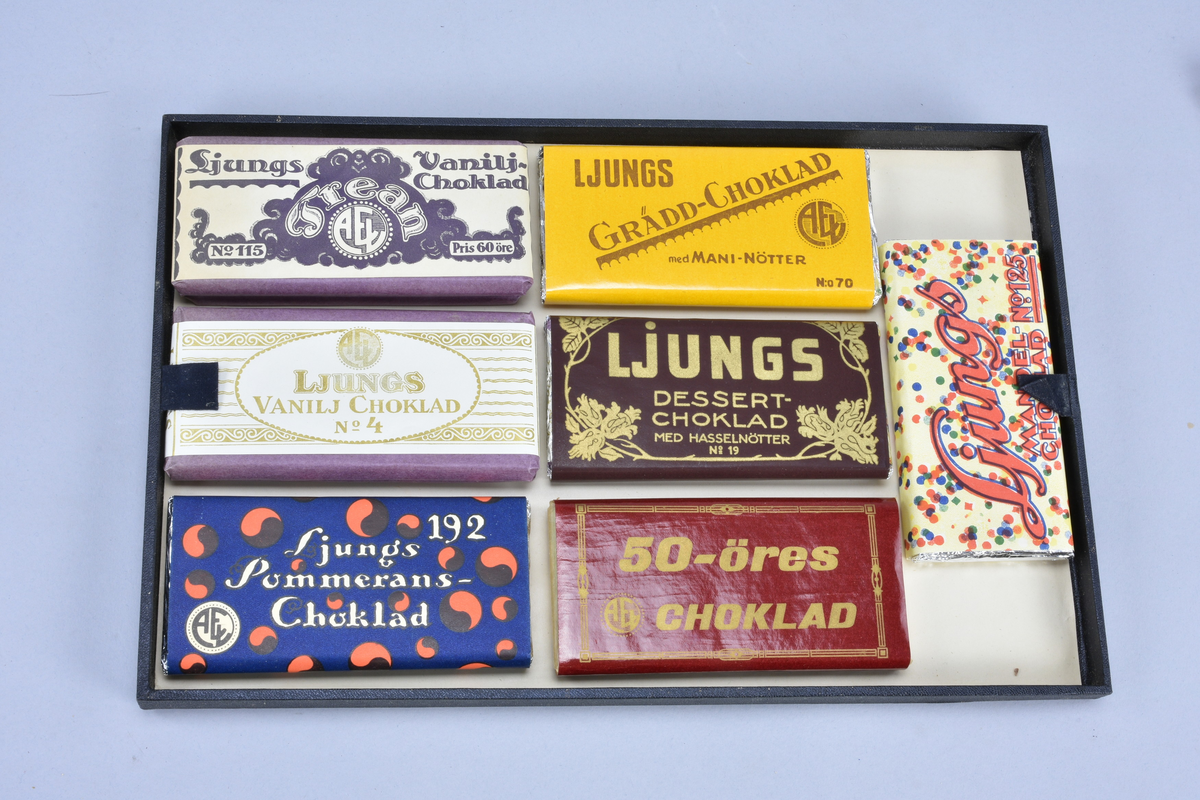 Ljungs
Vanilj-
Choklad
Trean
AEL
No 115
Pris 60 öre
LJUNGS
GRÄDD-CHOKLAD
med MANI-NÖTTER
AEL
N:o 70
AEL
LJUNGS
VANILJ CHOKLAD
No 4
LJUNGS
DESSERT-
CHOKLAD
MED HASSELNÖTTER
No 19
192
Ljungs
Pommerans-
Choklad
AEL
50-öres
AEL CHOKLAD
Ljungs
MANDEL- No 125
CHOKLAD